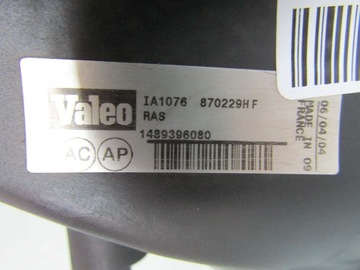 Valeo
IA1076 870229HF
RAS
1489396080
AC AP
06/04/04
MADE IN 09
FRANCE